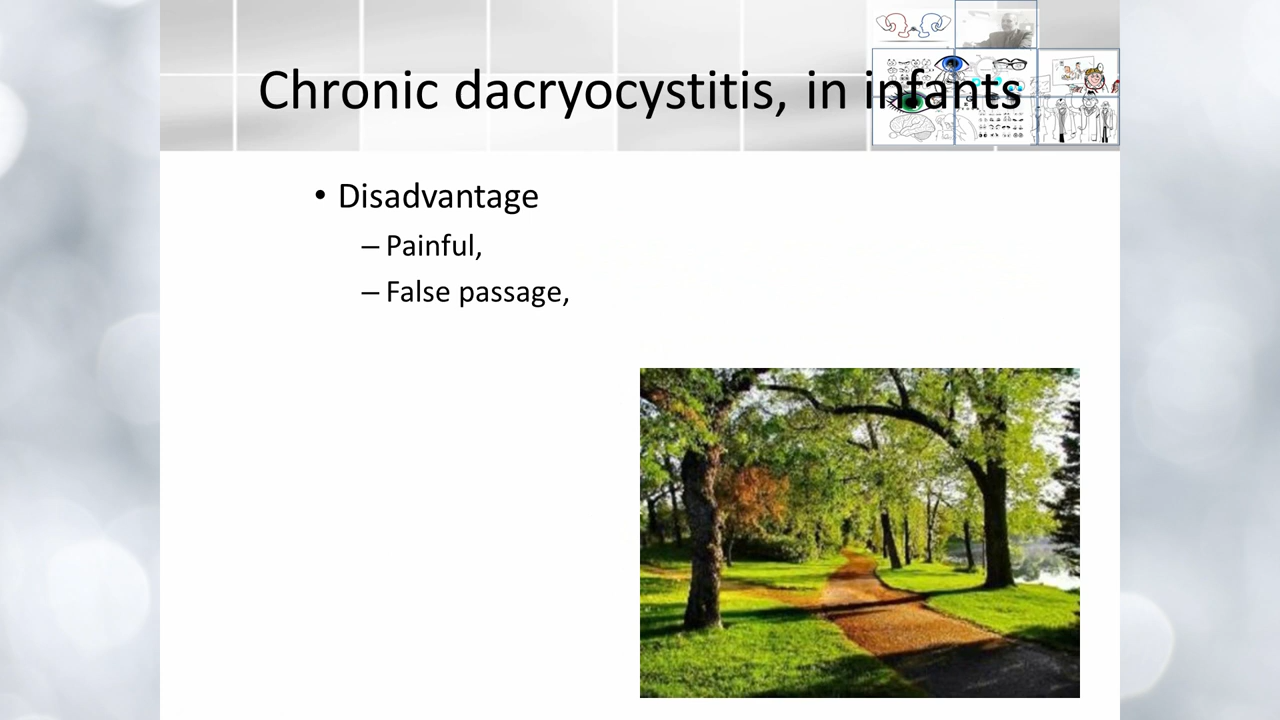 Chronic dacryocystitis, in infants
• Disadvantage
– Painful,
– False passage,